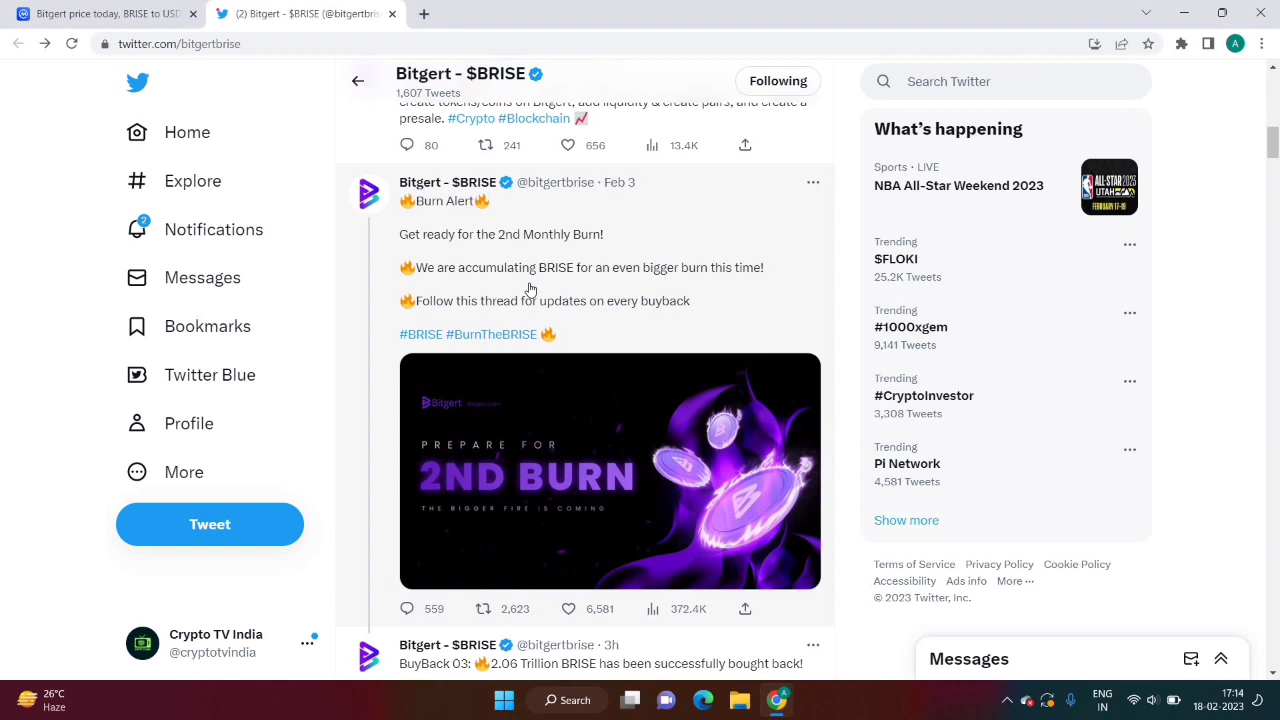 Bitgert price today, BRISE to USD
(2) Bitgert - $BRISE (@bitgertbris
twitter.com/bitgertbrise
A
Home
Explore
2
Notifications
Messages
Bookmarks
Twitter Blue
Profile
More
Tweet
Crypto TV India
@cryptotvindia
Bitgert - $BRISE
1,607 Tweets
Following
create tokens/coins on Bitgert, add liquidity & create pairs, and create a
presale. #Crypto #Blockchain 📈
80 241 656 13.4K
Bitgert - $BRISE @bitgertbrise · Feb 3
🔥Burn Alert🔥
Get ready for the 2nd Monthly Burn!
🔥We are accumulating BRISE for an even bigger burn this time!
🔥Follow this thread for updates on every buyback
#BRISE #BurnTheBRISE 🔥
Bitgert
PREPARE FOR
2ND BURN
THE BIGGER FIRE IS COMING
559 2,623 6,581 372.4K
Bitgert - $BRISE @bitgertbrise · 3h
BuyBack 03: 🔥2.06 Trillion BRISE has been successfully bought back!
Search Twitter
What's happening
Sports · LIVE
NBA All-Star Weekend 2023
ALL-STAR
2023
UTAH
FEBRUARY 17-19
Trending
$FLOKI
25.2K Tweets
Trending
#1000xgem
9,141 Tweets
Trending
#CryptoInvestor
3,308 Tweets
Trending
Pi Network
4,581 Tweets
Show more
Terms of Service Privacy Policy Cookie Policy
Accessibility Ads info More ···
© 2023 Twitter, Inc.
Messages
26°C
Haze
Search
ENG
IN
17:14
18-02-2023